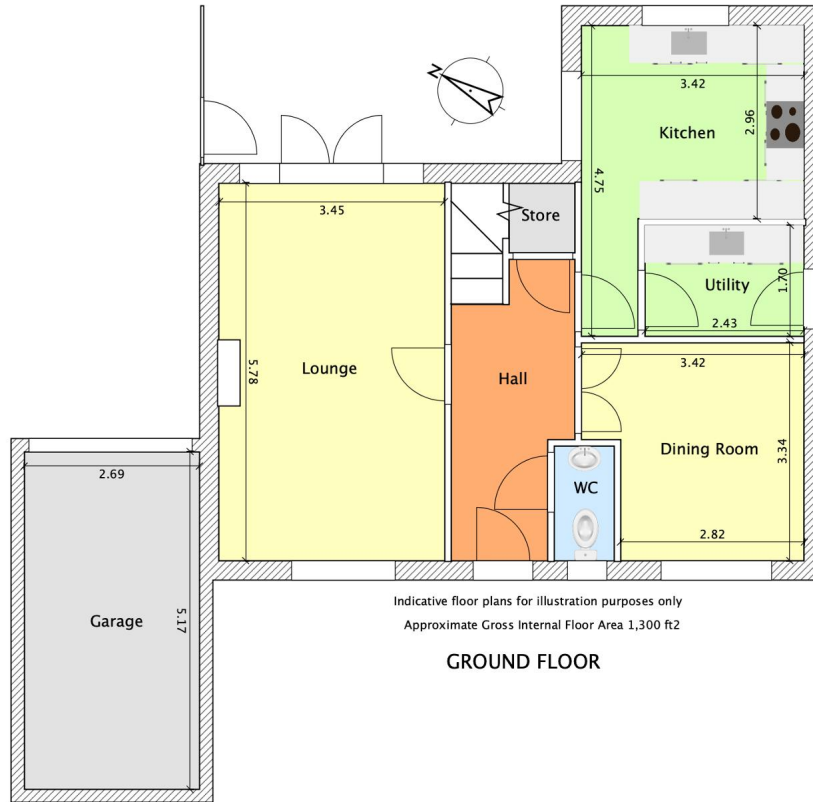 N
3.42
Kitchen
2.96
4.75
3.45
Store
Utility
1.70
2.43
3.42
5.78
Lounge
Hall
Dining Room
3.34
2.69
WC
2.82
Garage
5.17
Indicative floor plans for illustration purposes only
Approximate Gross Internal Floor Area 1,300 ft2
GROUND FLOOR